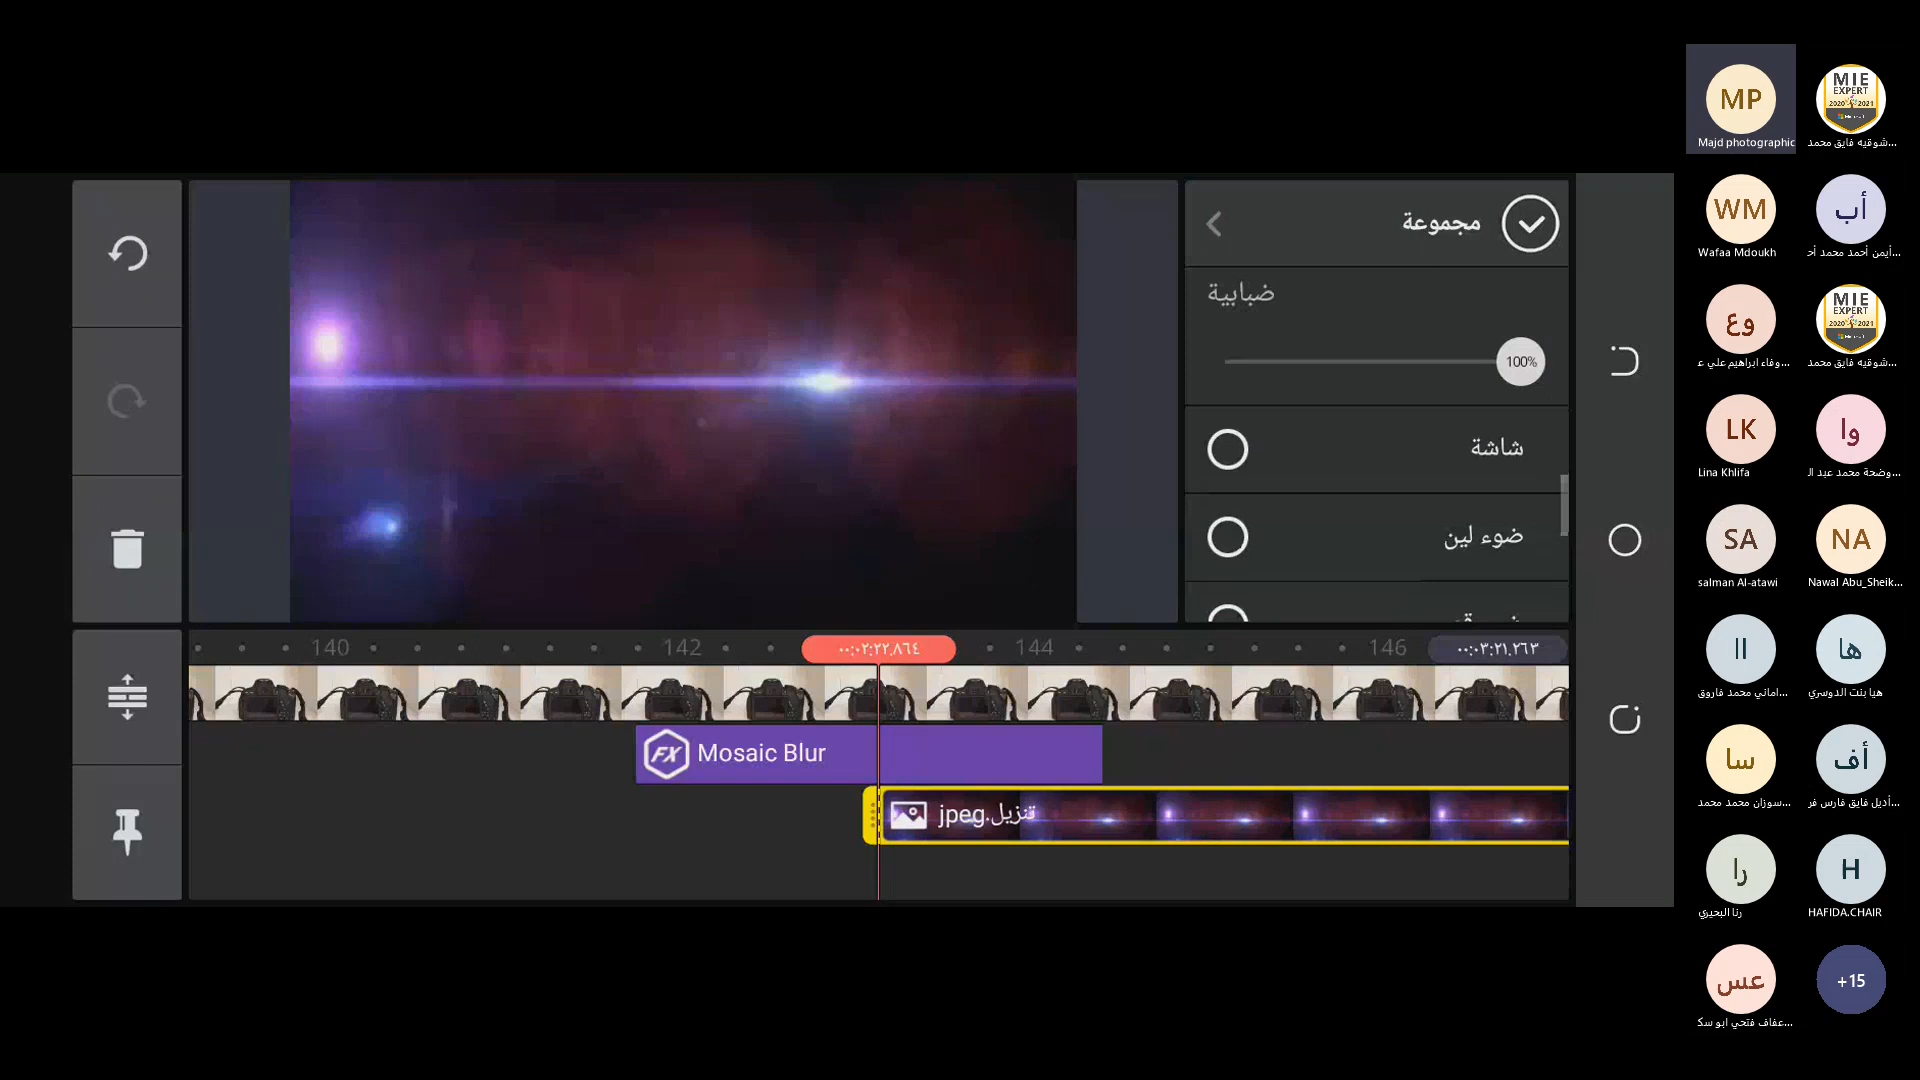 مجموعة
ضبابية
100%
شاشة
ضوء لين
140
142
٠٠:٠٢:٢٢.٨٦٤
144
146
٠٠:٠٣:٢١.٢٦٣
FX Mosaic Blur
تنزيل.jpeg
MP
Majd photographic
MIE
EXPERT
2020 2021
شوقيه فايق محمد...
WM
Wafaa Mdoukh
أب
أيمن أحمد محمد أح...
وع
وفاء ابراهيم علي ع...
MIE
EXPERT
2020 2021
شوقيه فايق محمد...
LK
Lina Khlifa
وا
وضحة محمد عبد ال...
SA
salman Al-atawi
NA
Nawal Abu_Sheik...
اا
اماني محمد فاروق...
ها
هيا بنت الدوسري
سا
سوزان محمد محمد...
أف
أديل فايق فارس فر...
را
رنا البحيري
H
HAFIDA.CHAIR
عس
عفاف فتحي ابو سك...
+15